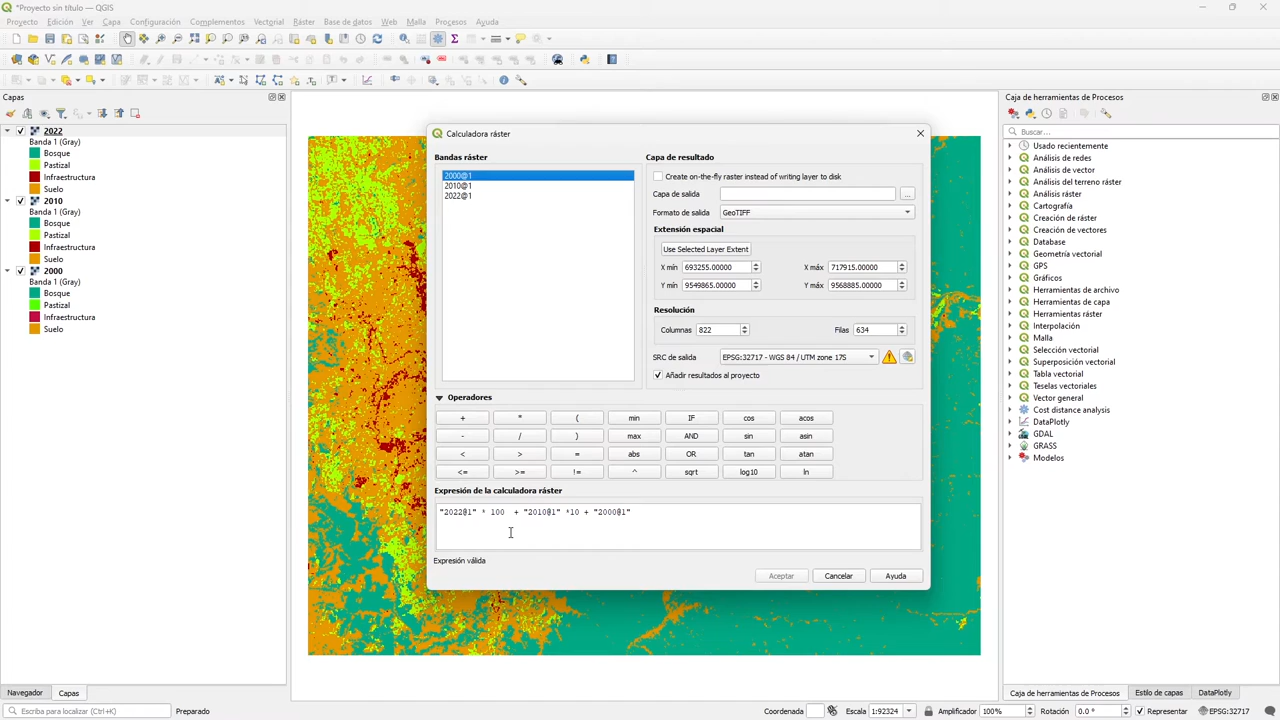 *Proyecto sin título — QGIS
Proyecto Edición Ver Capa Configuración Complementos Vectorial Ráster Base de datos Web Malla Procesos Ayuda
Capas
2022
Banda 1 (Gray)
Bosque
Pastizal
Infraestructura
Suelo
2010
Banda 1 (Gray)
Bosque
Pastizal
Infraestructura
Suelo
2000
Banda 1 (Gray)
Bosque
Pastizal
Infraestructura
Suelo
Calculadora ráster
Bandas ráster
2000@1
2010@1
2022@1
Capa de resultado
Create on-the-fly raster instead of writing layer to disk
Capa de salida ...
Formato de salida GeoTIFF
Extensión espacial
Use Selected Layer Extent
X mín 693255.00000 X máx 717915.00000
Y mín 9549865.00000 Y máx 9568885.00000
Resolución
Columnas 822 Filas 634
SRC de salida EPSG:32717 - WGS 84 / UTM zone 17S
Añadir resultados al proyecto
Operadores
+ * ( min IF cos acos
- / ) max AND sin asin
< > = abs OR tan atan
<= >= != ^ sqrt log10 ln
Expresión de la calculadora ráster
"2022@1" * 100 + "2010@1" *10 + "2000@1"
Expresión válida
Aceptar Cancelar Ayuda
Caja de herramientas de Procesos
Buscar...
Usado recientemente
Análisis de redes
Análisis de vector
Análisis del terreno ráster
Análisis ráster
Cartografía
Creación de ráster
Creación de vectores
Database
Geometría vectorial
GPS
Gráficos
Herramientas de archivo
Herramientas de capa
Herramientas ráster
Interpolación
Malla
Selección vectorial
Superposición vectorial
Tabla vectorial
Teselas vectoriales
Vector general
Cost distance analysis
DataPlotly
GDAL
GRASS
Modelos
Navegador Capas
Caja de herramientas de Procesos Estilo de capas DataPlotly
Escriba para localizar (Ctrl+K) Preparado Coordenada Escala 1:92324 Amplificador 100% Rotación 0.0 ° Representar EPSG:32717